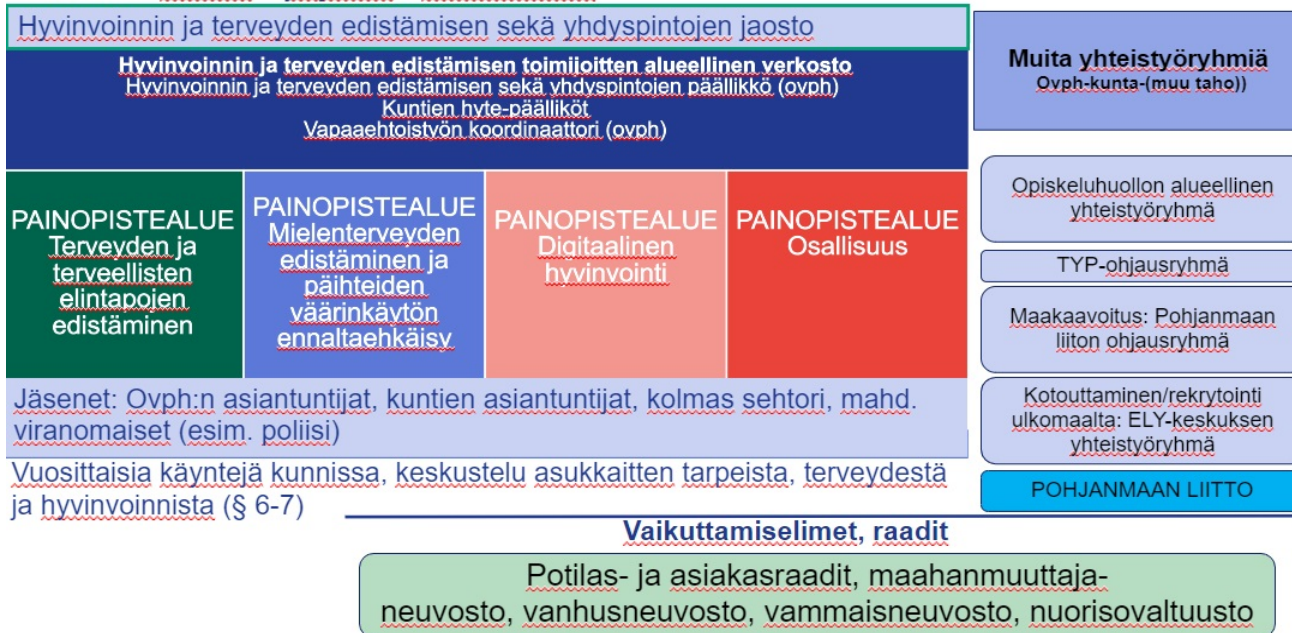 Hyvinvoinnin ja terveyden edistämisen sekä yhdyspintojen jaosto
Hyvinvoinnin ja terveyden edistämisen toimijoitten alueellinen verkosto
Hyvinvoinnin ja terveyden edistämisen sekä yhdyspintojen päällikkö (ovph)
Kuntien hyte-päälliköt
Vapaaehtoistyön koordinaattori (ovph)
PAINOPISTEALUE
Terveyden ja
terveellisten
elintapojen
edistäminen
PAINOPISTEALUE
Mielenterveyden
edistäminen ja
päihteiden
väärinkäytön
ennaltaehkäisy
PAINOPISTEALUE
Digitaalinen
hyvinvointi
PAINOPISTEALUE
Osallisuus
Jäsenet: Ovph:n asiantuntijat, kuntien asiantuntijat, kolmas sehtori, mahd.
viranomaiset (esim. poliisi)
Vuosittaisia käyntejä kunnissa, keskustelu asukkaitten tarpeista, terveydestä
ja hyvinvoinnista (§ 6-7)
Muita yhteistyöryhmiä
Ovph-kunta-(muu taho))
Opiskeluhuollon alueellinen
yhteistyöryhmä
TYP-ohjausryhmä
Maakaavoitus: Pohjanmaan
liiton ohjausryhmä
Kotouttaminen/rekrytointi
ulkomaalta: ELY-keskuksen
yhteistyöryhmä
POHJANMAAN LIITTO
Vaikuttamiselimet, raadit
Potilas- ja asiakasraadit, maahanmuuttaja-
neuvosto, vanhusneuvosto, vammaisneuvosto, nuorisovaltuusto